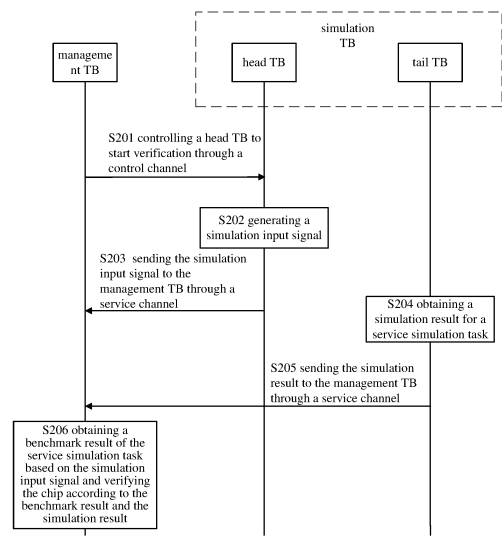 simulation
TB
manageme
nt TB
head TB
tail TB
S201 controlling a head TB to
start verification through a
control channel
S202 generating a
simulation input signal
S203 sending the simulation
input signal to the
management TB through a
service channel
S204 obtaining a
simulation result for a
service simulation task
S205 sending the simulation
result to the management TB
through a service channel
S206 obtaining a
benchmark result of the
service simulation task
based on the simulation
input signal and verifying
the chip according to the
benchmark result and the
simulation result